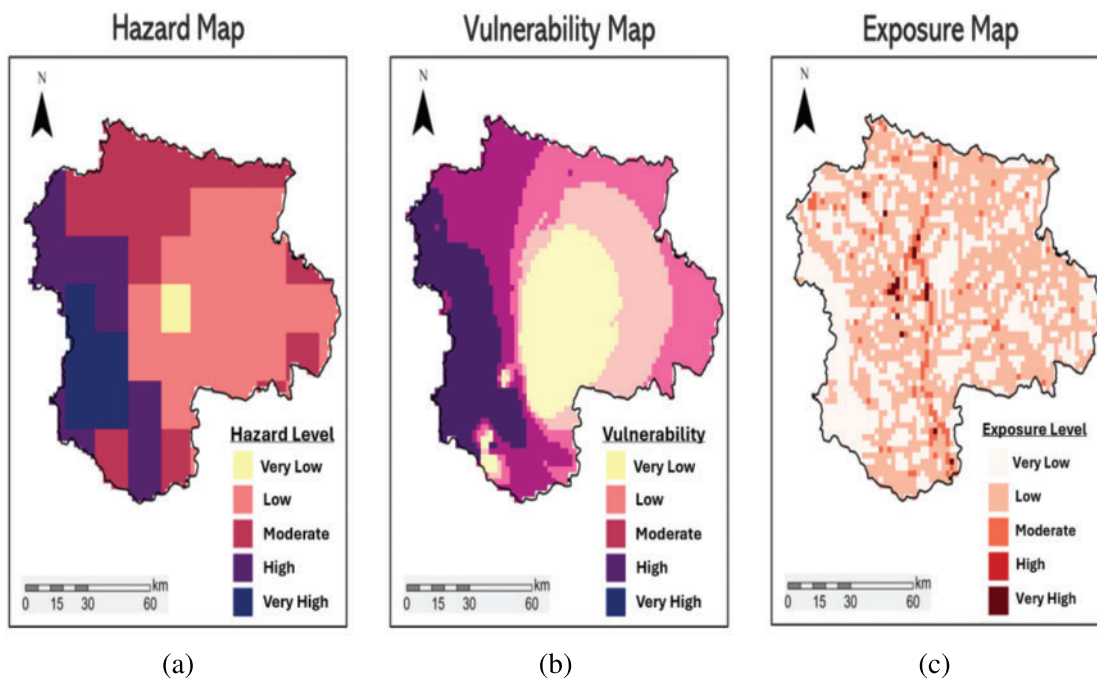 Hazard Map
Vulnerability Map
Exposure Map
N
N
N
Hazard Level
Very Low
Low
Moderate
High
Very High
km
0 15 30 60
Vulnerability
Very Low
Low
Moderate
High
Very High
km
0 15 30 60
Exposure Level
Very Low
Low
Moderate
High
Very High
km
0 15 30 60
(a)
(b)
(c)